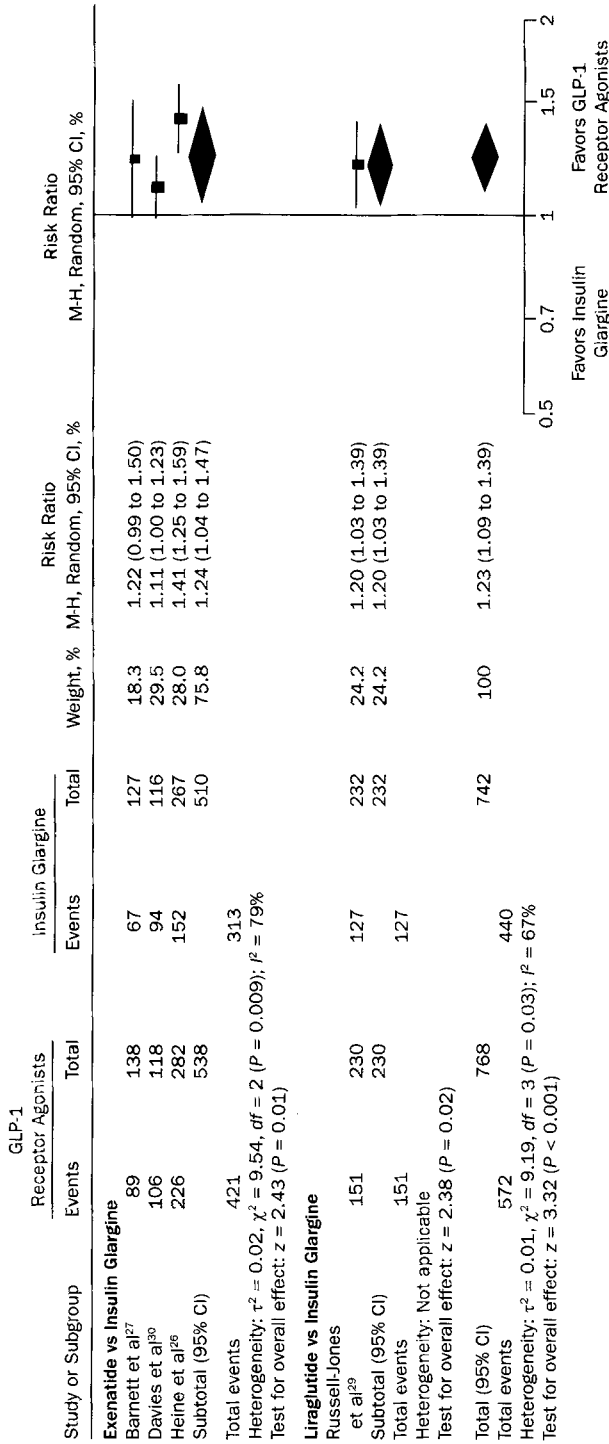 GLP-1
Receptor Agonists Insulin Glargine Risk Ratio Risk Ratio
Study or Subgroup Events Total Events Total Weight, % M-H, Random, 95% CI, % M-H, Random, 95% CI, %
Exenatide vs Insulin Glargine
Barnett et al27 89 138 67 127 18.3 1.22 (0.99 to 1.50)
Davies et al30 106 118 94 116 29.5 1.11 (1.00 to 1.23)
Heine et al26 226 282 152 267 28.0 1.41 (1.25 to 1.59)
Subtotal (95% CI) 538 510 75.8 1.24 (1.04 to 1.47)
Total events 421 313
Heterogeneity: τ² = 0.02, χ² = 9.54, df = 2 (P = 0.009); I² = 79%
Test for overall effect: z = 2.43 (P = 0.01)
Liraglutide vs Insulin Glargine
Russell-Jones
et al29 151 230 127 232 24.2 1.20 (1.03 to 1.39)
Subtotal (95% CI) 230 232 24.2 1.20 (1.03 to 1.39)
Total events 151 127
Heterogeneity: Not applicable
Test for overall effect: z = 2.38 (P = 0.02)
Total (95% CI) 768 742 100 1.23 (1.09 to 1.39)
Total events 572 440
Heterogeneity: τ² = 0.01, χ² = 9.19, df = 3 (P = 0.03); I² = 67%
Test for overall effect: z = 3.32 (P < 0.001)
0.5 0.7 1 1.5 2
Favors Insulin Favors GLP-1
Glargine Receptor Agonists